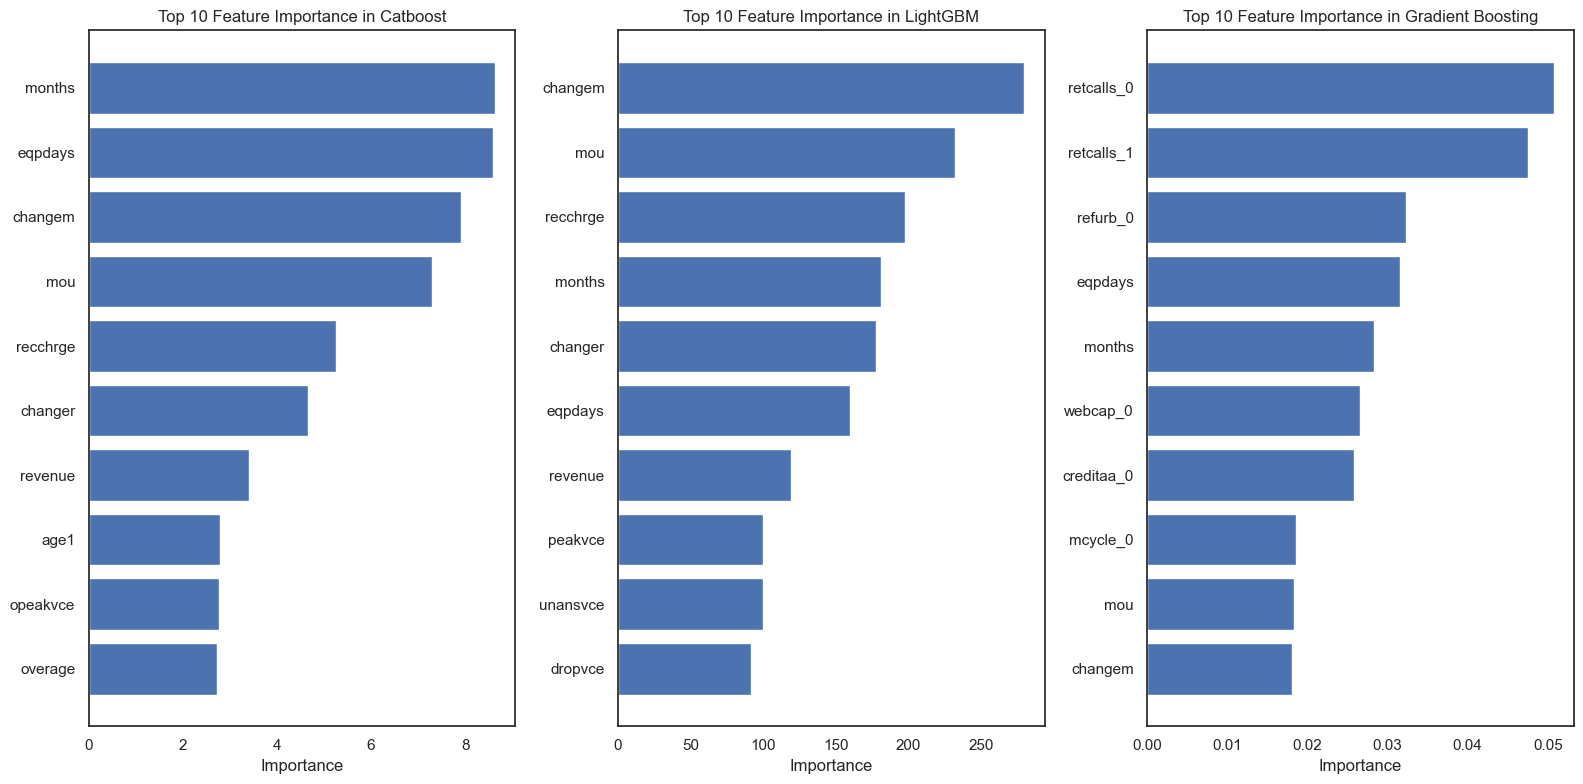 Top 10 Feature Importance in Catboost
months
eqpdays
changem
mou
recchrge
changer
revenue
age1
opeakvce
overage
0 2 4 6 8
Importance
Top 10 Feature Importance in LightGBM
changem
mou
recchrge
months
changer
eqpdays
revenue
peakvce
unansvce
dropvce
0 50 100 150 200 250
Importance
Top 10 Feature Importance in Gradient Boosting
retcalls_0
retcalls_1
refurb_0
eqpdays
months
webcap_0
creditaa_0
mcycle_0
mou
changem
0.00 0.01 0.02 0.03 0.04 0.05
Importance